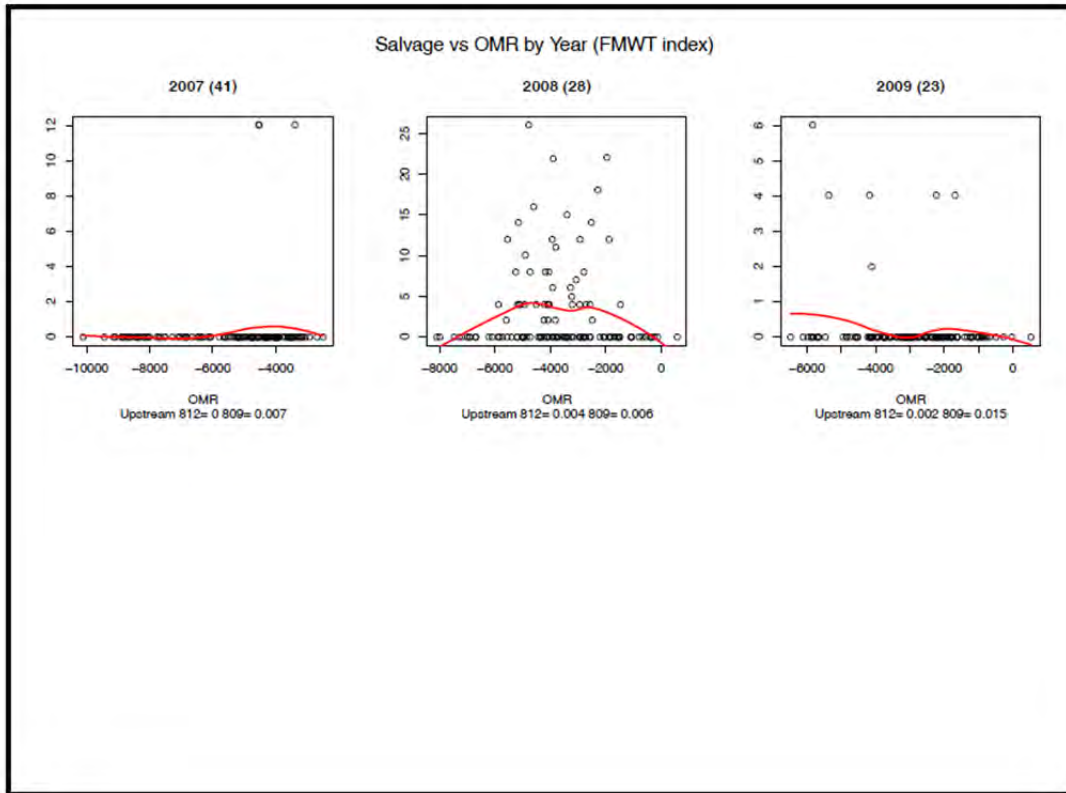 Salvage vs OMR by Year (FMWT index)
2007 (41)
12
10
8
6
4
2
0
−10000 −8000 −6000 −4000
OMR
Upstream 812= 0 809= 0.007
2008 (28)
25
20
15
10
5
0
−8000 −6000 −4000 −2000 0
OMR
Upstream 812= 0.004 809= 0.006
2009 (23)
6
5
4
3
2
1
0
−6000 −4000 −2000 0
OMR
Upstream 812= 0.002 809= 0.015